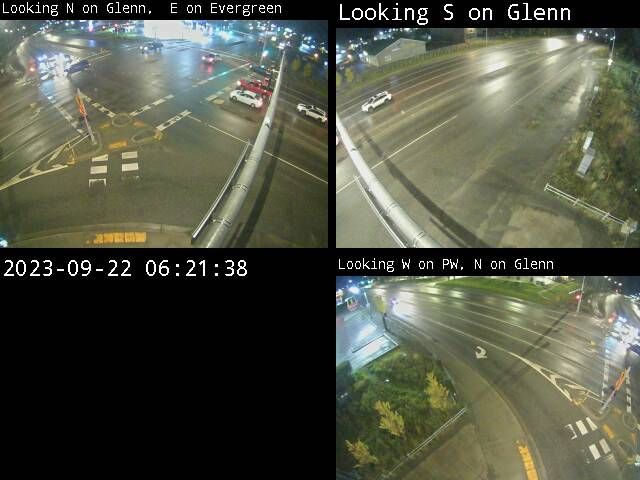 Looking N on Glenn,  E on Evergreen
Looking S on Glenn
2023-09-22 06:21:38
Looking W on PW, N on Glenn